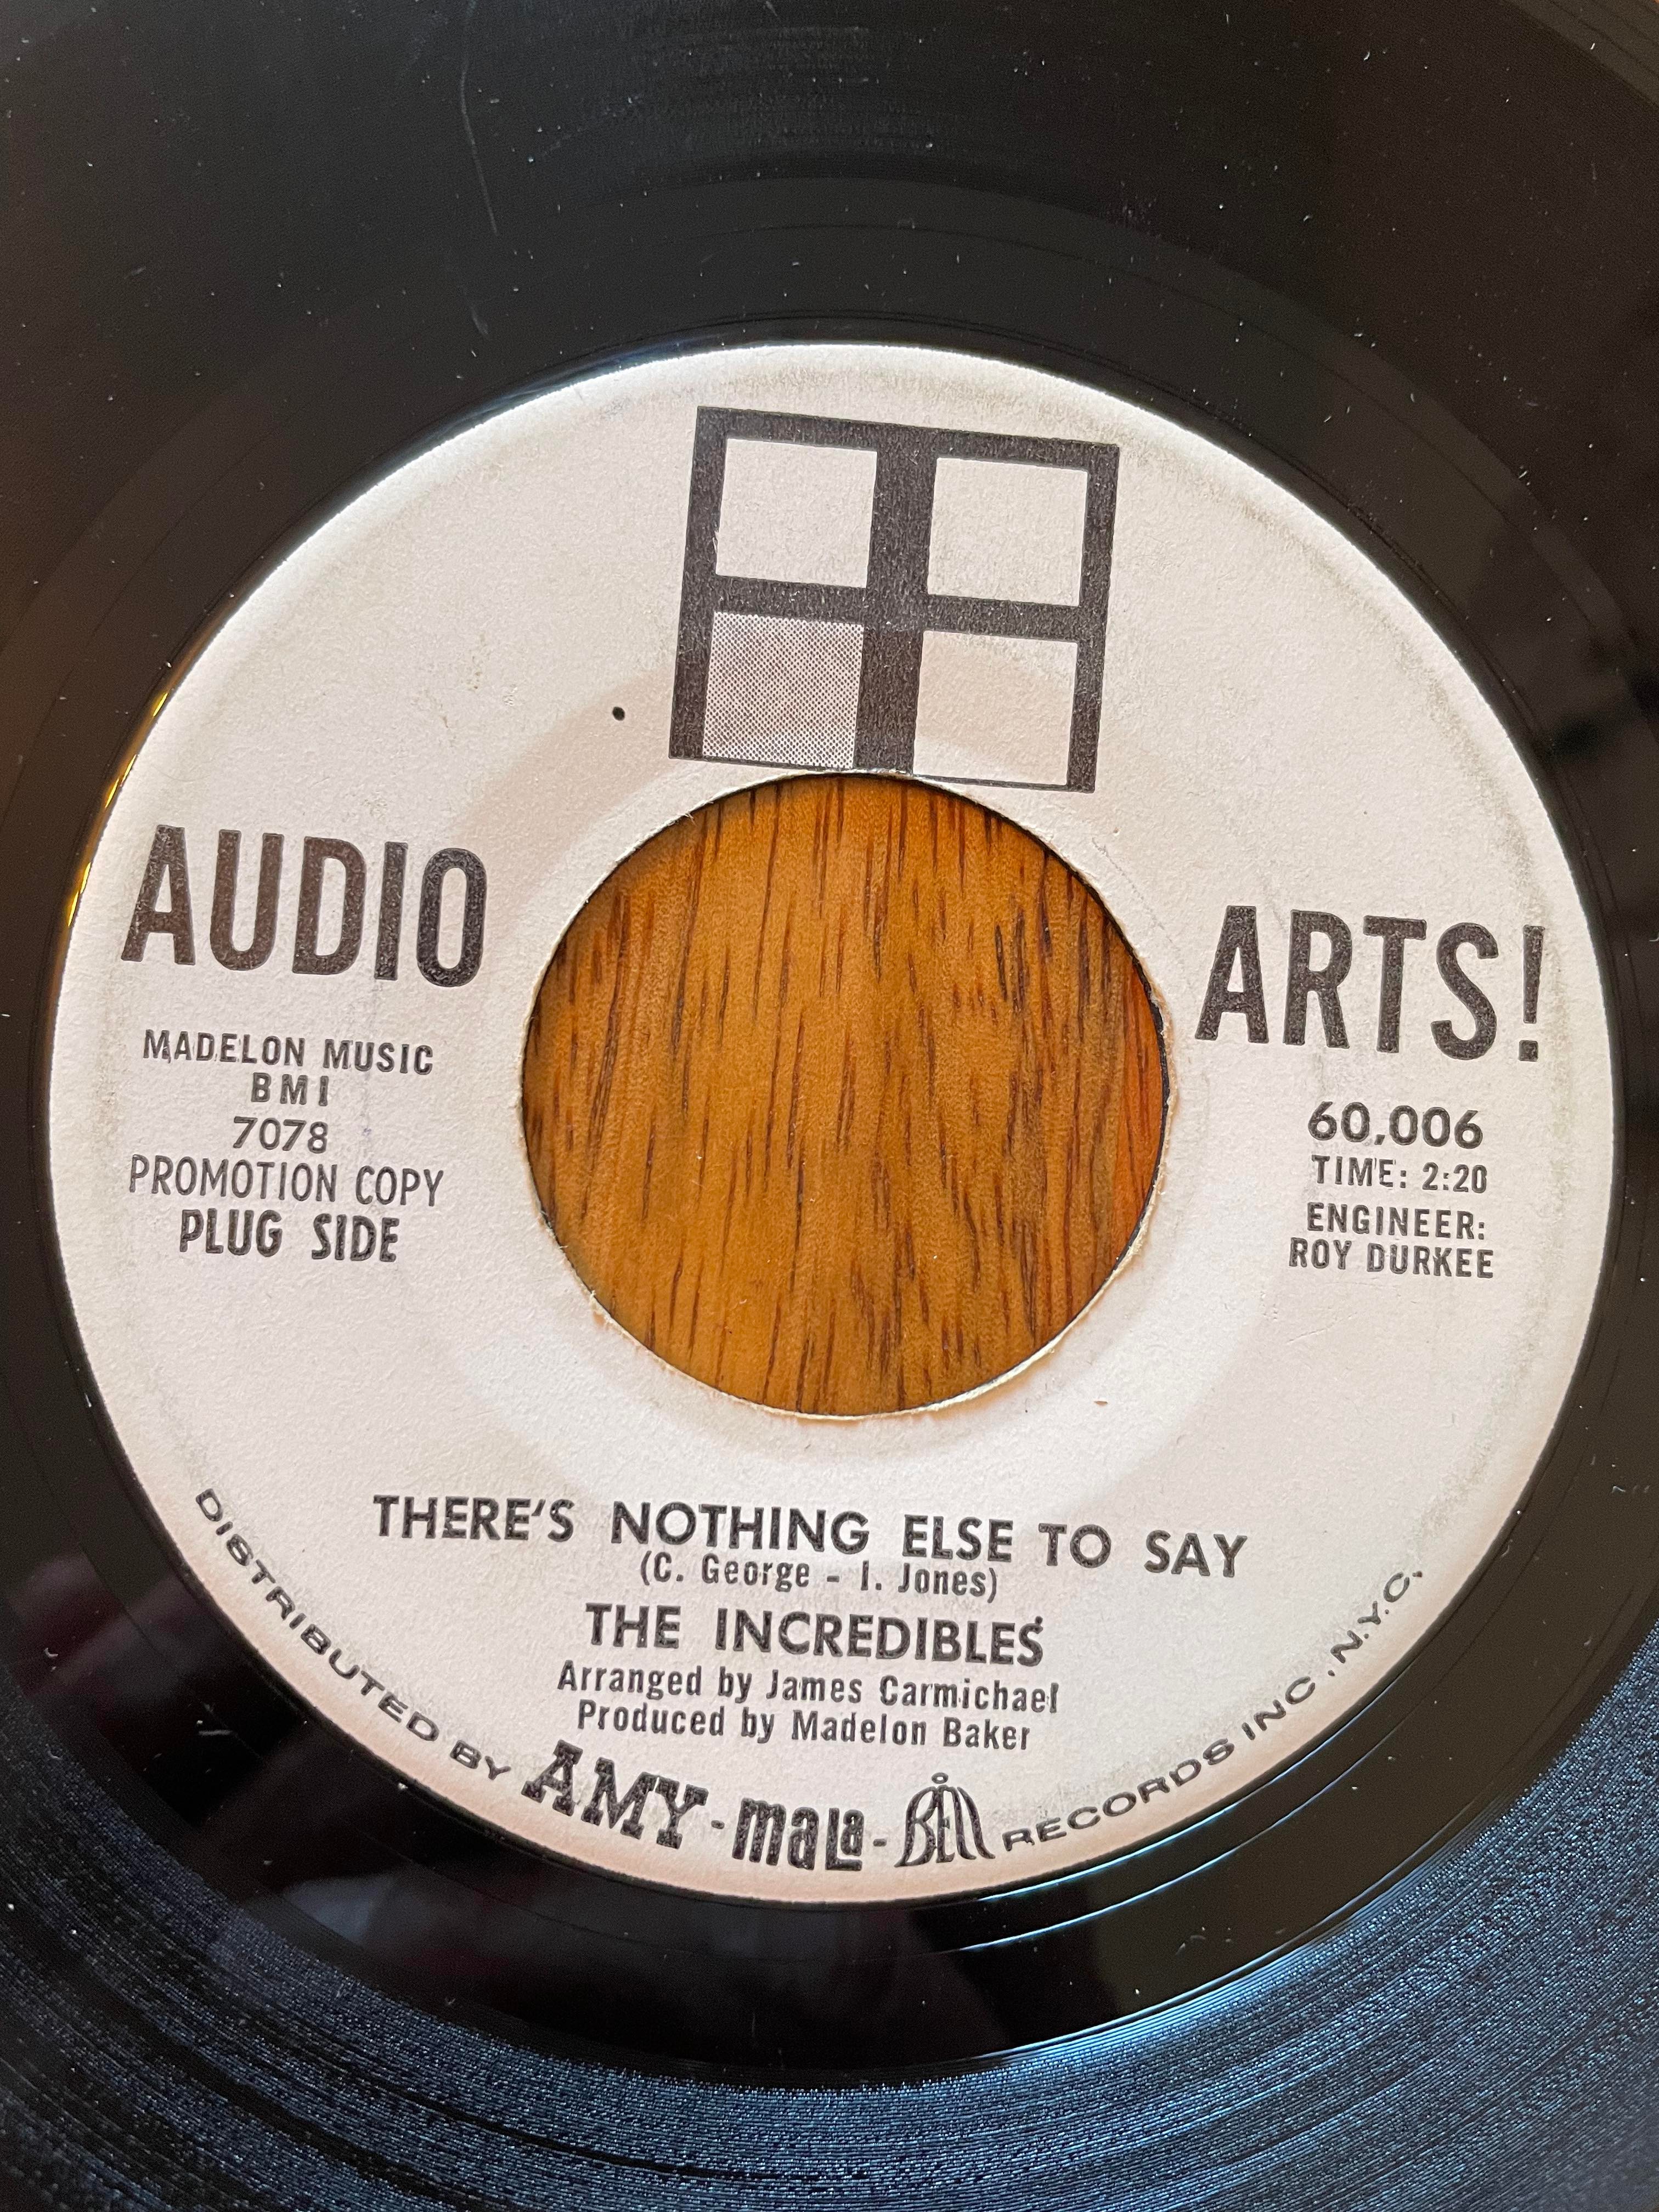 AUDIO ARTS!
MADELON MUSIC
BMI
7078
PROMOTION COPY
PLUG SIDE
60,006
TIME: 2:20
ENGINEER:
ROY DURKEE
THERE'S NOTHING ELSE TO SAY
(C. George - I. Jones)
THE INCREDIBLES
Arranged by James Carmichael
Produced by Madelon Baker
DISTRIBUTED BY AMY-mala-BELL RECORDS INC., N.Y.C.